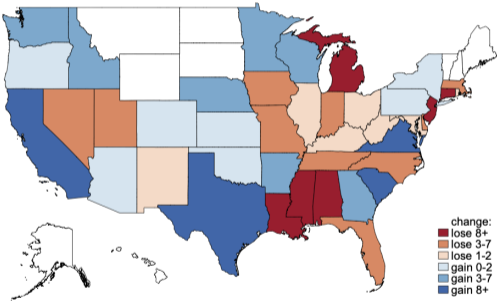 change:
lose 8+
lose 3-7
lose 1-2
gain 0-2
gain 3-7
gain 8+